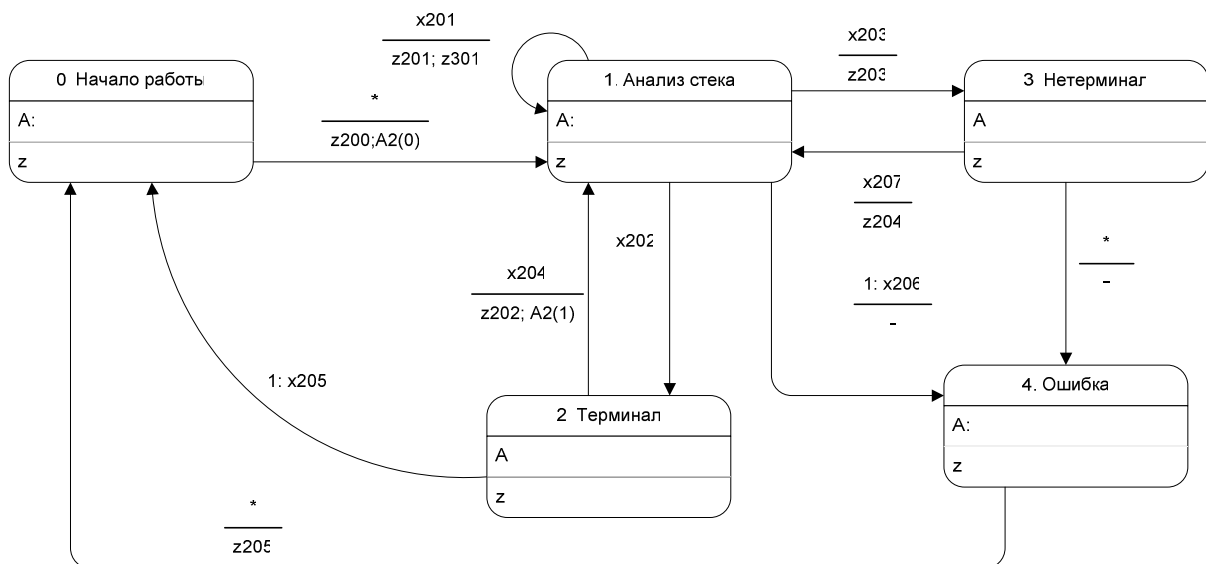 x201
z201; z301
x203
z203
0 Начало работы
A:
z
*
z200;A2(0)
1. Анализ стека
A:
z
3 Нетерминал
A
z
x207
z204
x202
x204
z202; A2(1)
*
-
1: x206
-
1: x205
2 Терминал
A
z
4. Ошибка
A:
z
*
z205